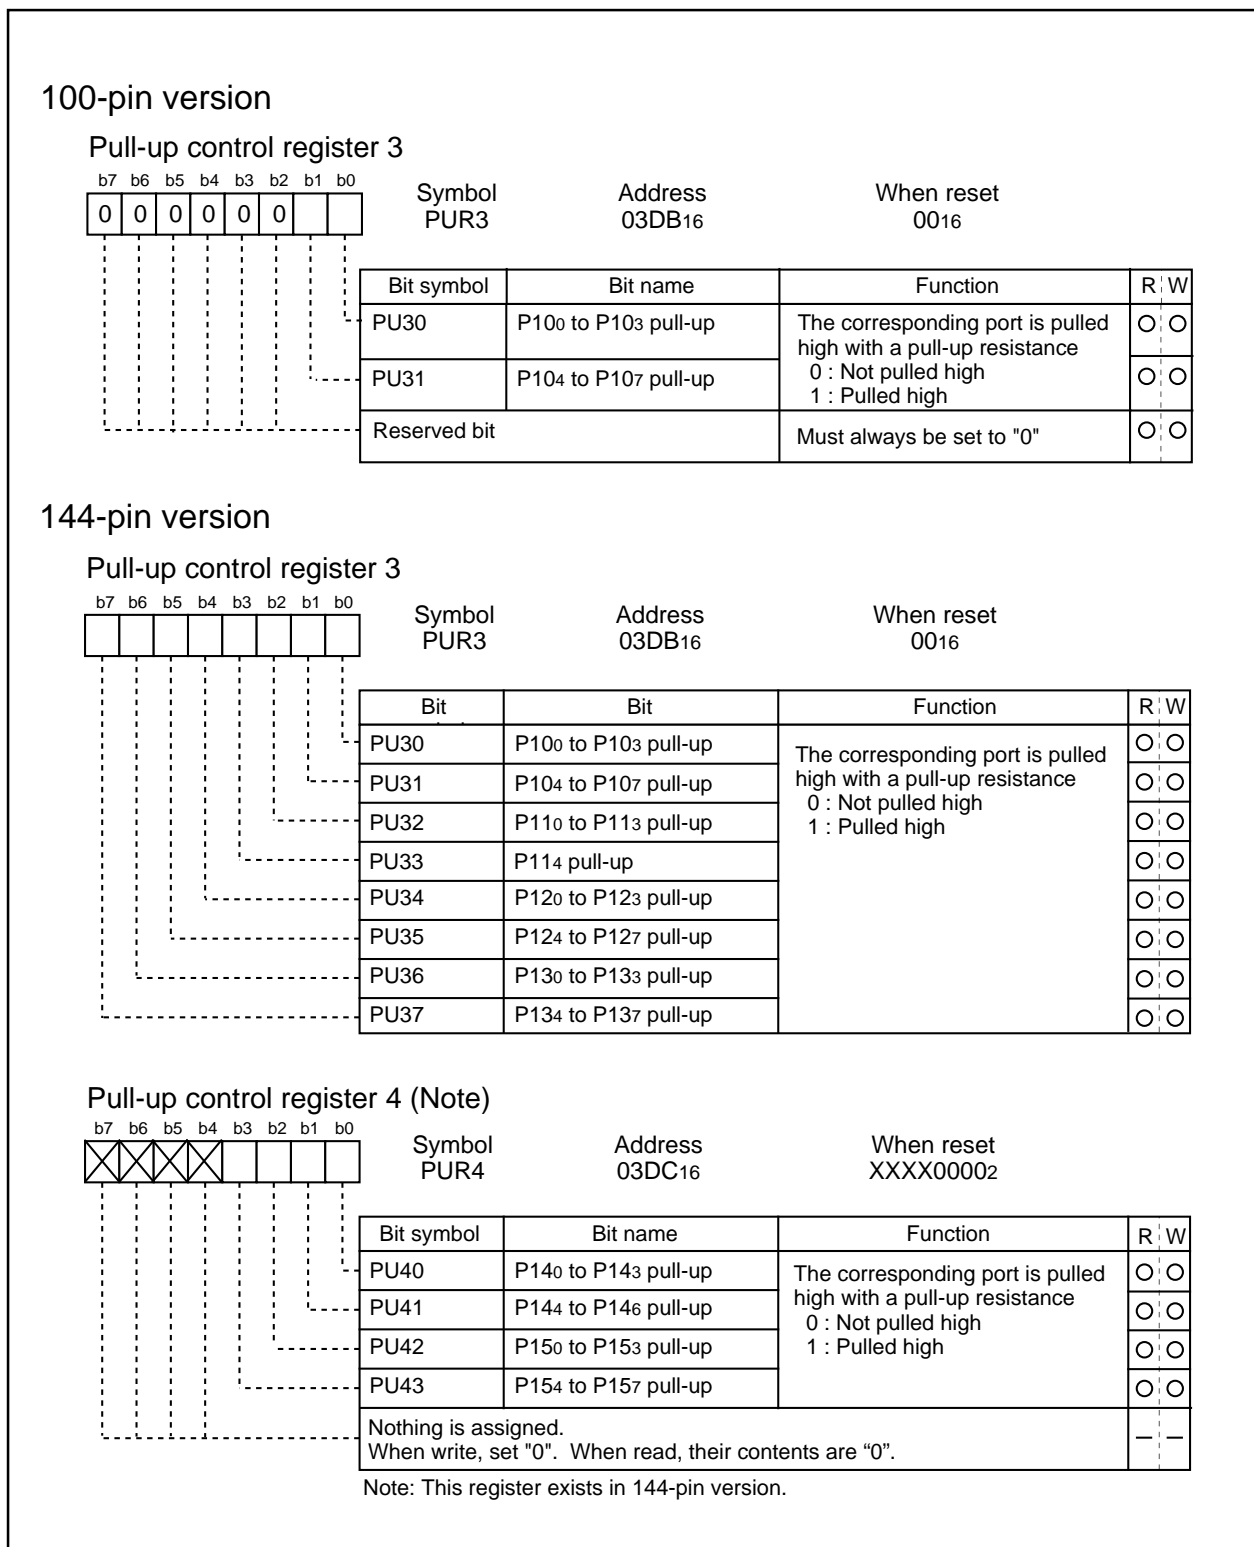 100-pin version
Pull-up control register 3
b7 b6 b5 b4 b3 b2 b1 b0
Symbol Address When reset
0 0 0 0 0 0 PUR3 03DB16 0016
Bit symbol Bit name Function R W
PU30 P100 to P103 pull-up The corresponding port is pulled
high with a pull-up resistance
PU31 P104 to P107 pull-up 0 : Not pulled high
1 : Pulled high
Reserved bit Must always be set to "0"
144-pin version
Pull-up control register 3
b7 b6 b5 b4 b3 b2 b1 b0
Symbol Address When reset
PUR3 03DB16 0016
Bit Bit Function R W
PU30 P100 to P103 pull-up The corresponding port is pulled
PU31 P104 to P107 pull-up high with a pull-up resistance
0 : Not pulled high
PU32 P110 to P113 pull-up 1 : Pulled high
PU33 P114 pull-up
PU34 P120 to P123 pull-up
PU35 P124 to P127 pull-up
PU36 P130 to P133 pull-up
PU37 P134 to P137 pull-up
Pull-up control register 4 (Note)
b7 b6 b5 b4 b3 b2 b1 b0
Symbol Address When reset
PUR4 03DC16 XXXX00002
Bit symbol Bit name Function R W
PU40 P140 to P143 pull-up The corresponding port is pulled
PU41 P144 to P146 pull-up high with a pull-up resistance
0 : Not pulled high
PU42 P150 to P153 pull-up 1 : Pulled high
PU43 P154 to P157 pull-up
Nothing is assigned.
When write, set "0". When read, their contents are “0”. – –
Note: This register exists in 144-pin version.